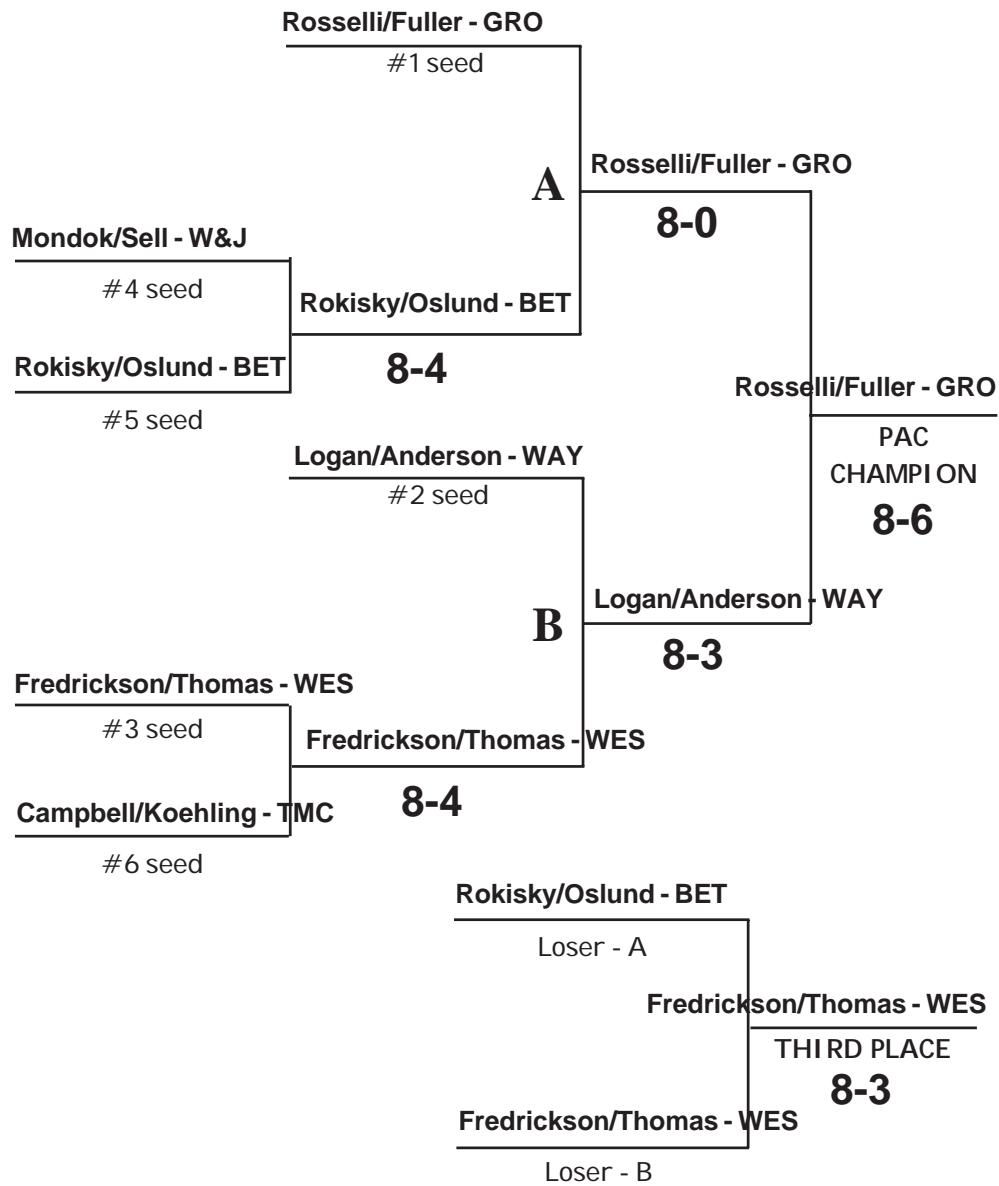 Rosselli/Fuller - GRO
#1 seed
A
Rosselli/Fuller - GRO
8-0
Mondok/Sell - W&J
#4 seed
Rokisky/Oslund - BET
8-4
Rokisky/Oslund - BET
#5 seed
Rosselli/Fuller - GRO
PAC
CHAMPION
8-6
Logan/Anderson - WAY
#2 seed
B
Logan/Anderson - WAY
8-3
Fredrickson/Thomas - WES
#3 seed
Fredrickson/Thomas - WES
8-4
Campbell/Koehling - TMC
#6 seed
Rokisky/Oslund - BET
Loser - A
Fredrickson/Thomas - WES
THIRD PLACE
8-3
Fredrickson/Thomas - WES
Loser - B